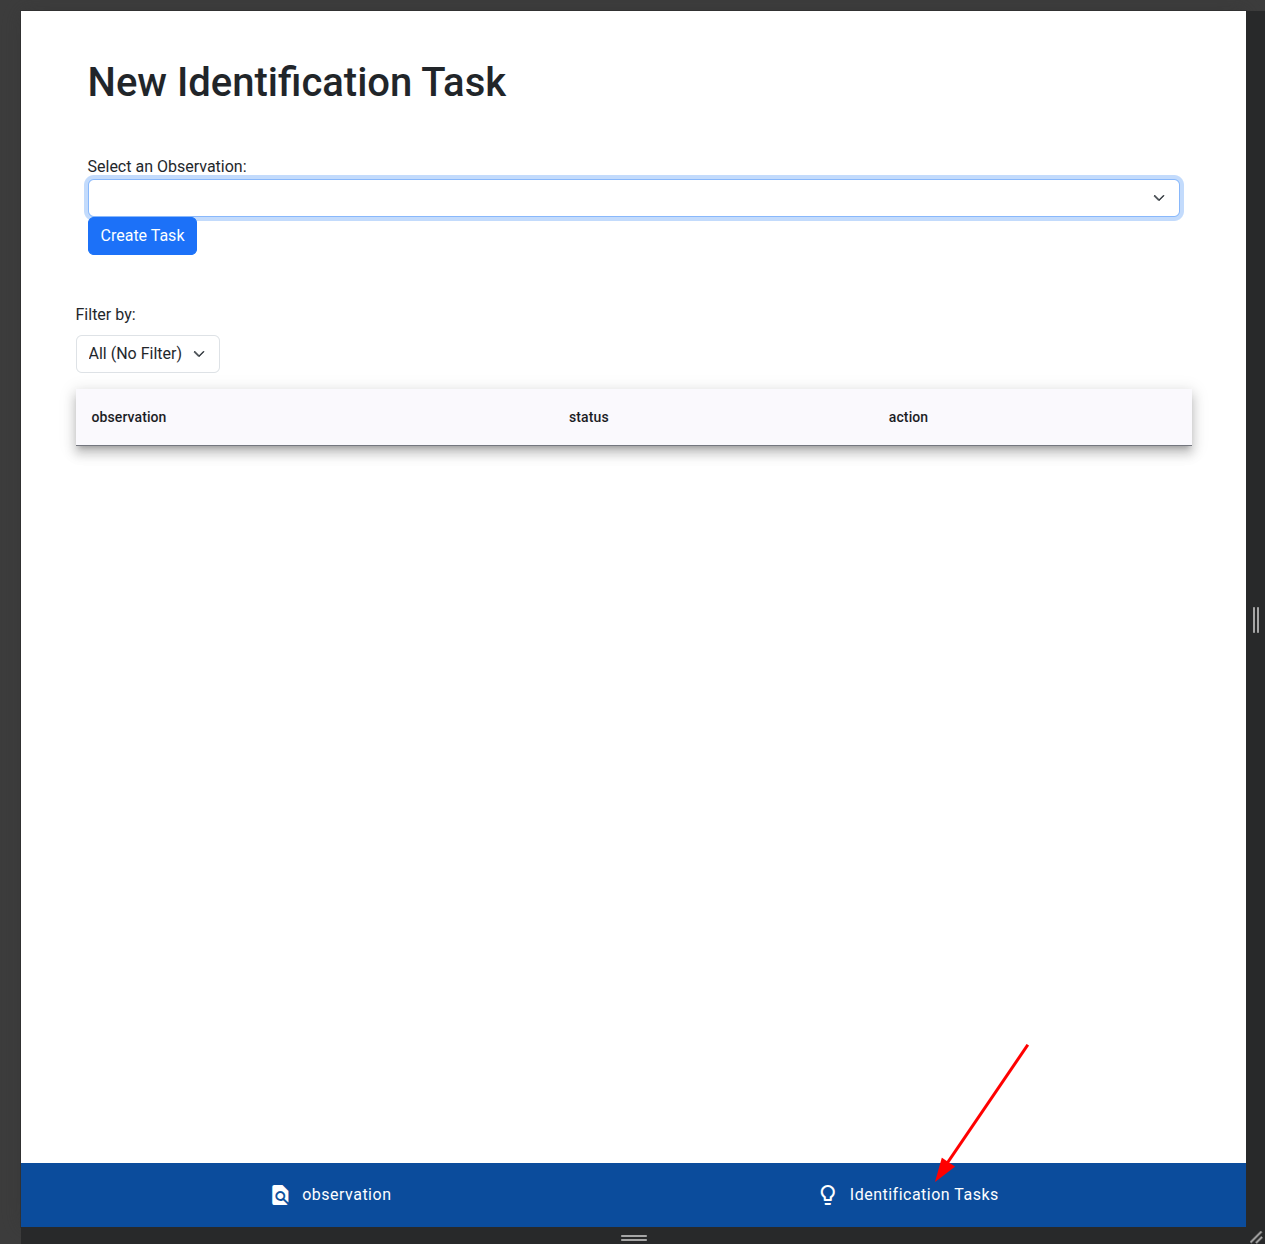 New Identification Task
Select an Observation:
Create Task
Filter by:
All (No Filter)
observation status action
observation Identification Tasks